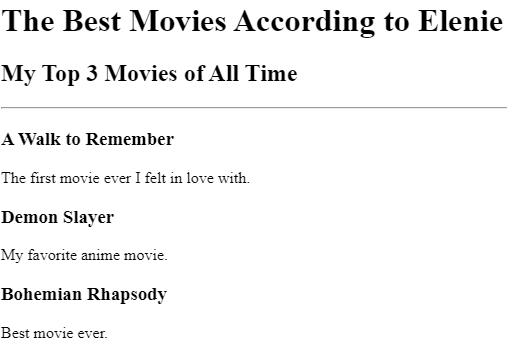 The Best Movies According to Elenie
My Top 3 Movies of All Time
A Walk to Remember
The first movie ever I felt in love with.
Demon Slayer
My favorite anime movie.
Bohemian Rhapsody
Best movie ever.